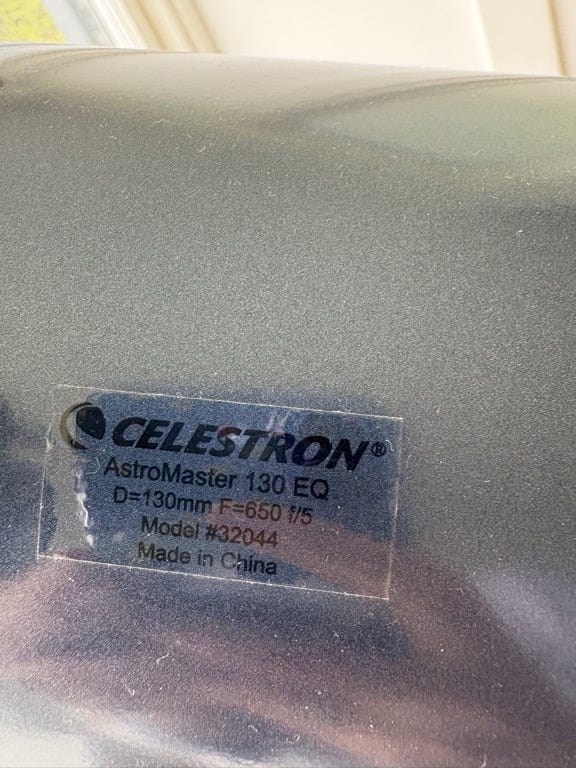 CELESTRON®
AstroMaster 130 EQ
D=130mm F=650 f/5
Model #32044
Made in China